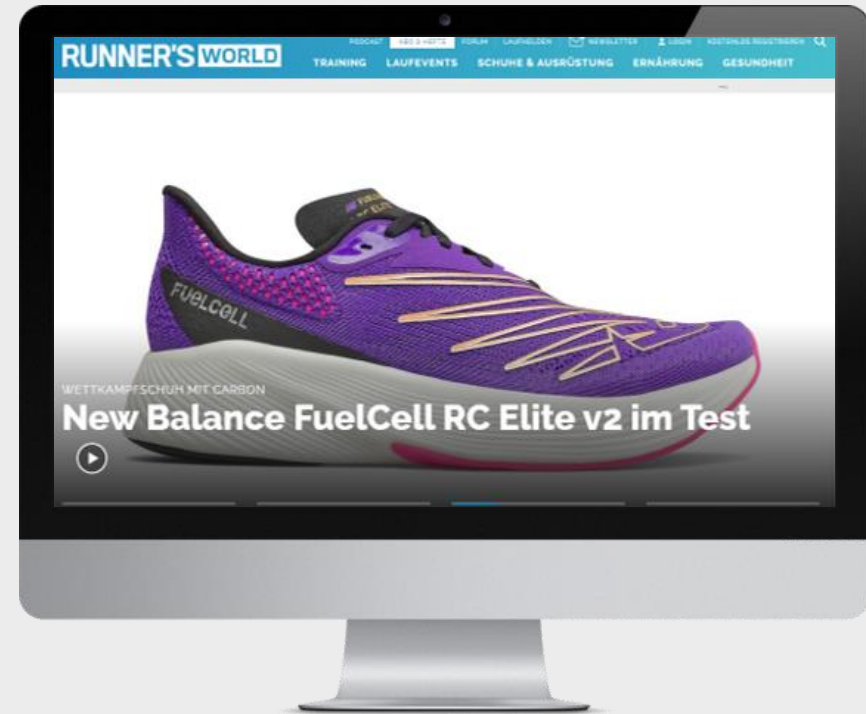 PODCAST ABO & HEFTE FORUM LAUFHELDEN NEWSLETTER LOGIN KOSTENLOS REGISTRIEREN
RUNNER'S WORLD
TRAINING LAUFEVENTS SCHUHE & AUSRÜSTUNG ERNÄHRUNG GESUNDHEIT
FUELCELL
WETTKAMPFSCHUH MIT CARBON
New Balance FuelCell RC Elite v2 im Test